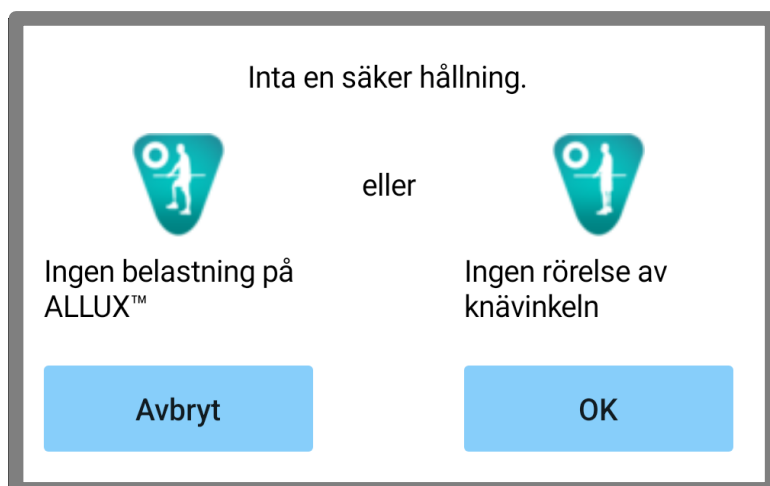 Inta en säker hållning.
eller
Ingen belastning på
ALLUX™
Ingen rörelse av
knävinkeln
Avbryt
OK